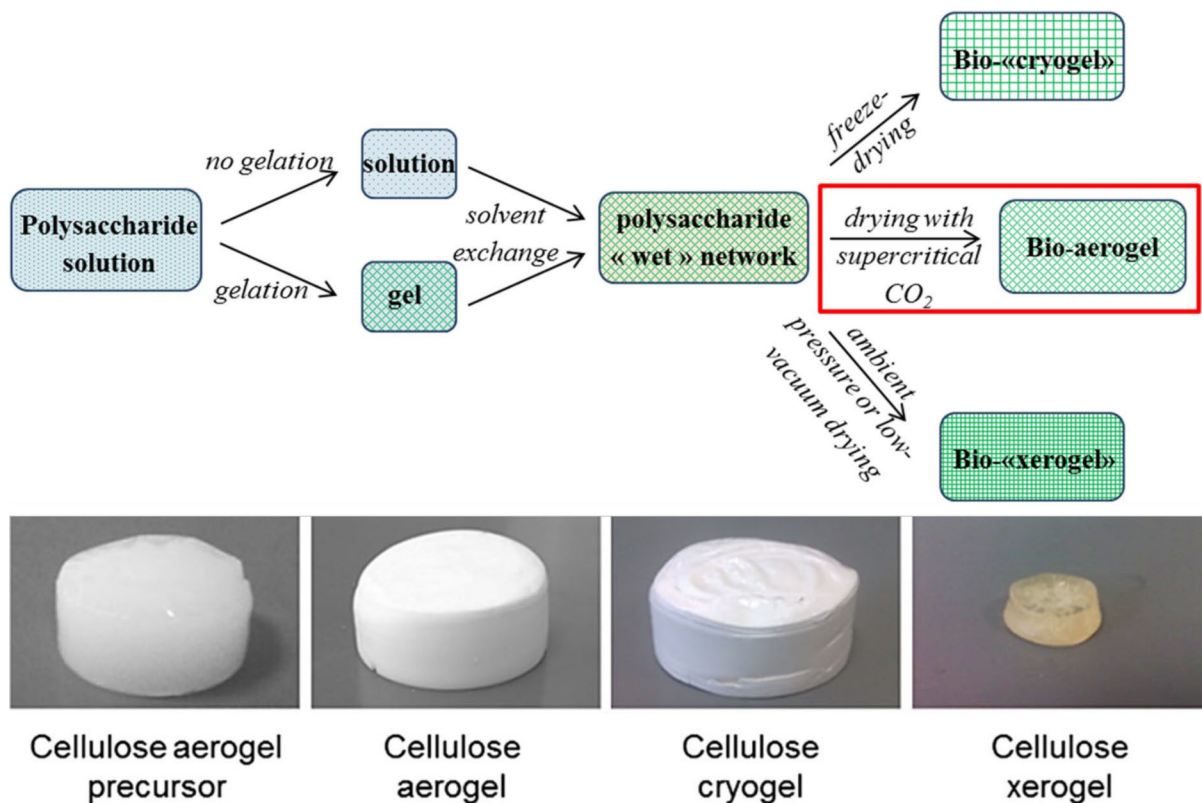 Bio-«cryogel»
freeze-
drying
no gelation
solution
Polysaccharide
solution
solvent
exchange
gelation
gel
polysaccharide
« wet » network
drying with
supercritical
CO₂
Bio-aerogel
ambient
pressure or low-
vacuum drying
Bio-«xerogel»
Cellulose aerogel
precursor
Cellulose
aerogel
Cellulose
cryogel
Cellulose
xerogel